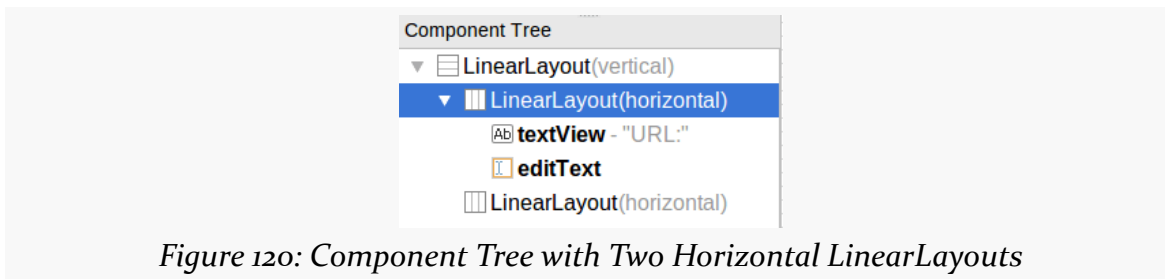 Component Tree
LinearLayout(vertical)
LinearLayout(horizontal)
Ab textView - "URL:"
editText
LinearLayout(horizontal)
Figure 120: Component Tree with Two Horizontal LinearLayouts